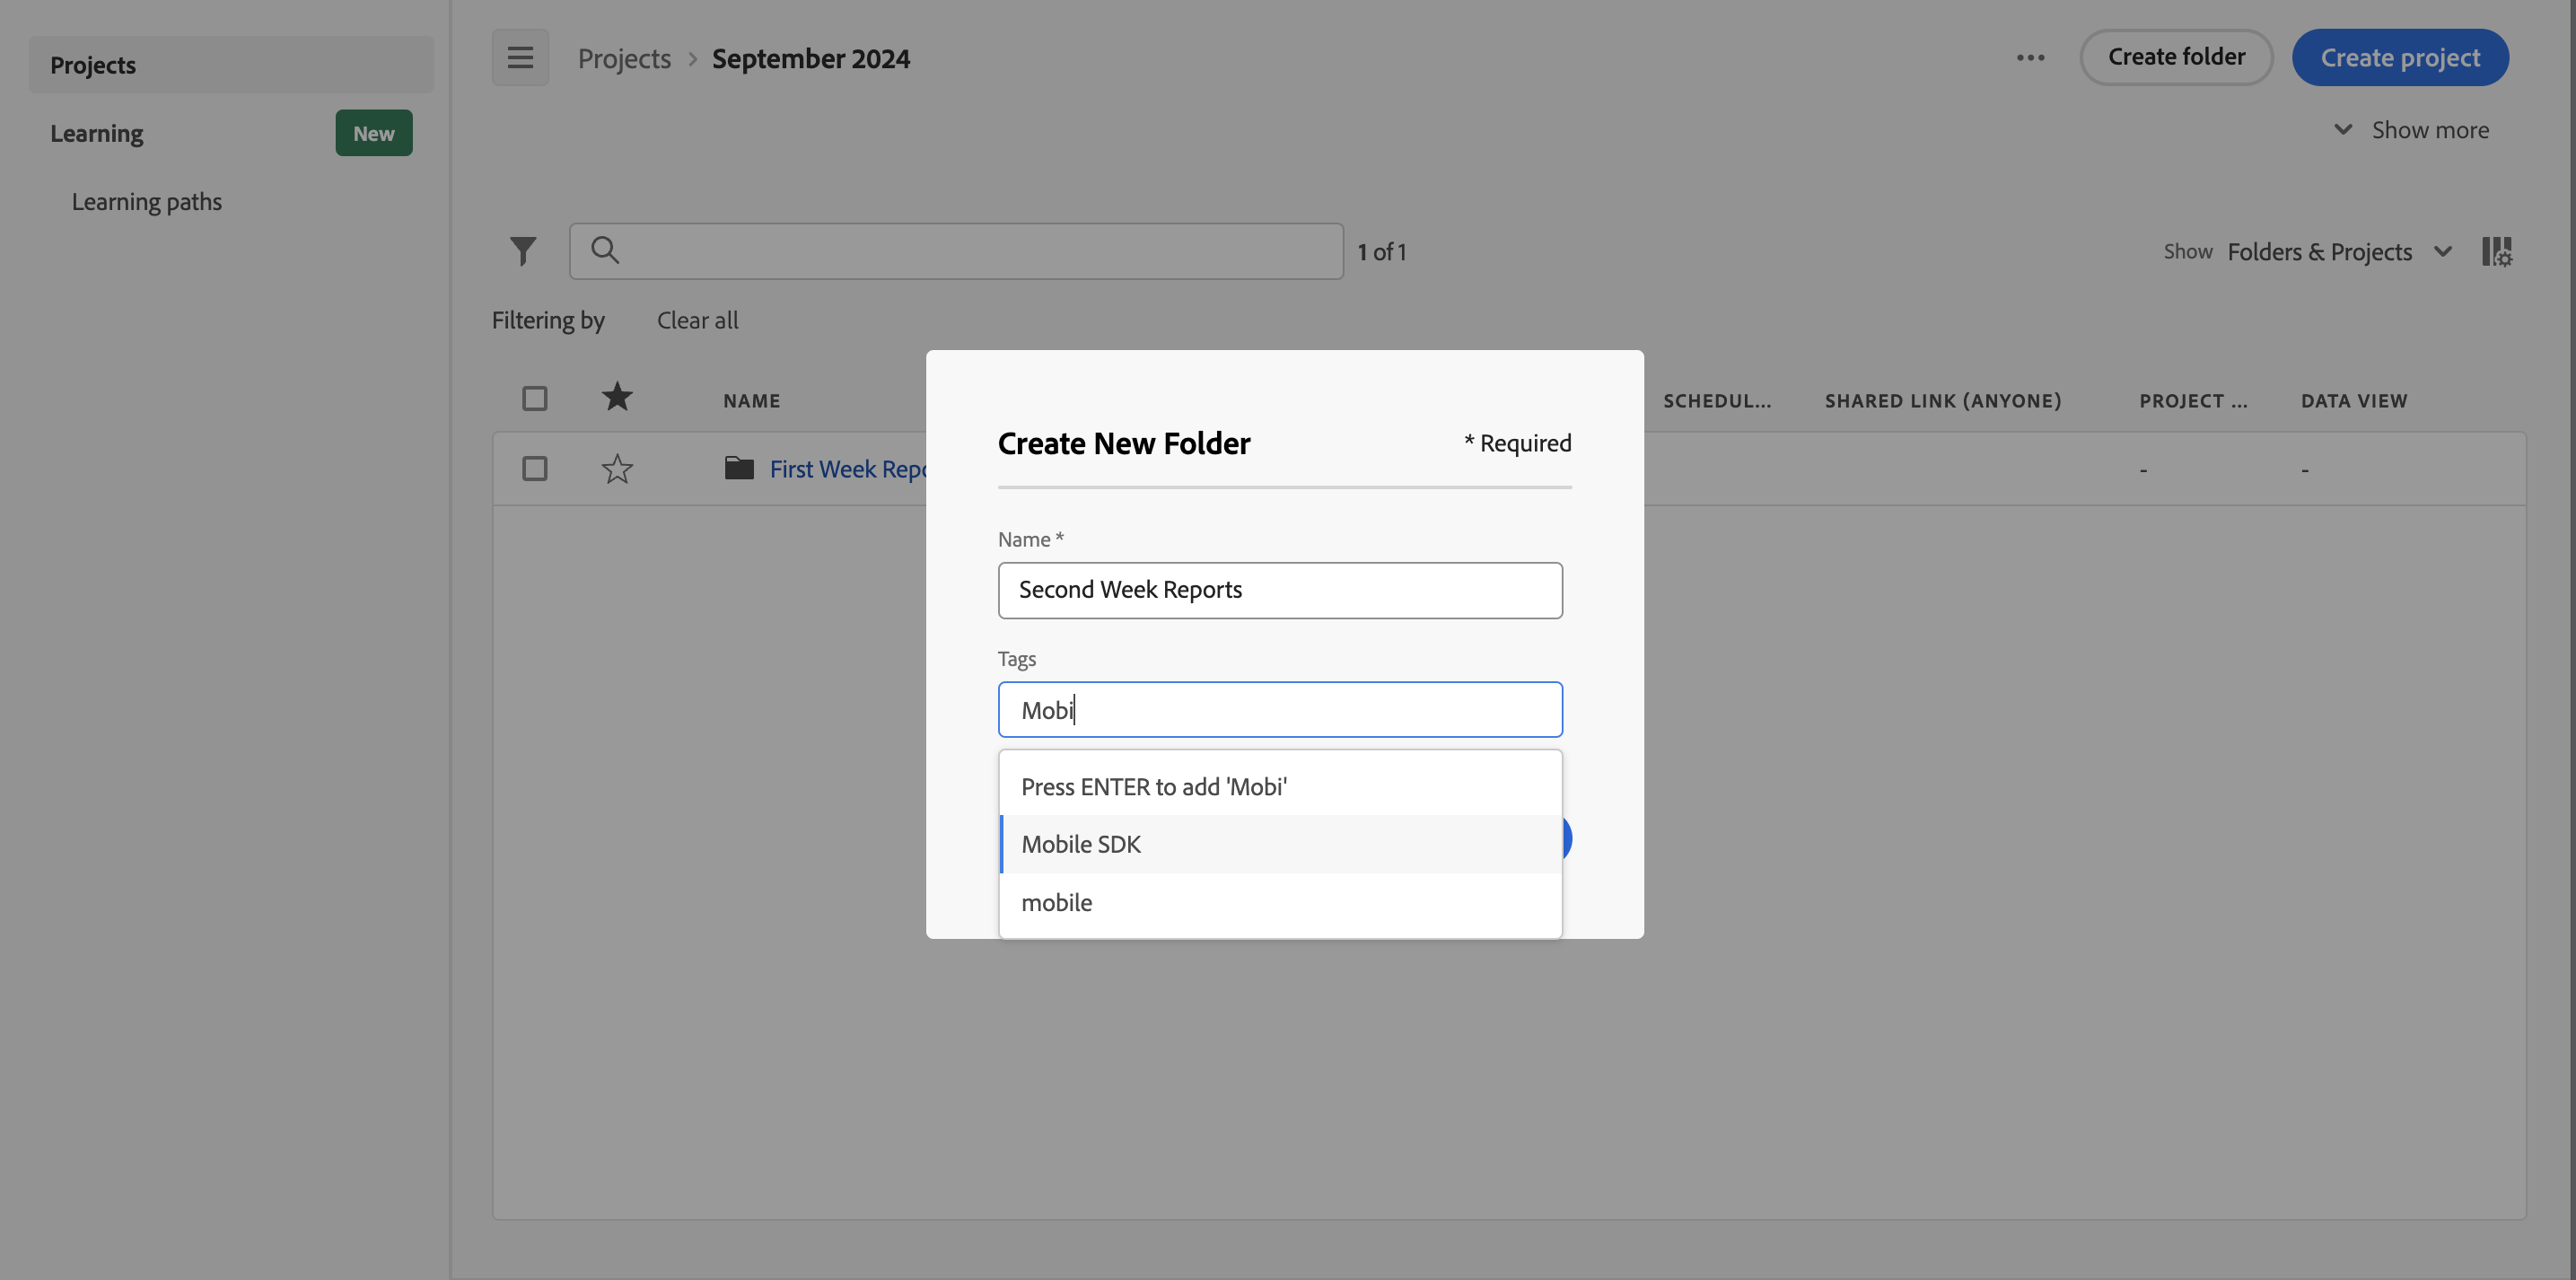 Projects
Learning New
Learning paths
Projects > September 2024
Create folder
Create project
Show more
1 of 1
Show Folders & Projects
Filtering by Clear all
NAME SCHEDUL... SHARED LINK (ANYONE) PROJECT ... DATA VIEW
First Week Repo - -
Create New Folder * Required
Name *
Second Week Reports
Tags
Mobi
Press ENTER to add 'Mobi'
Mobile SDK
mobile